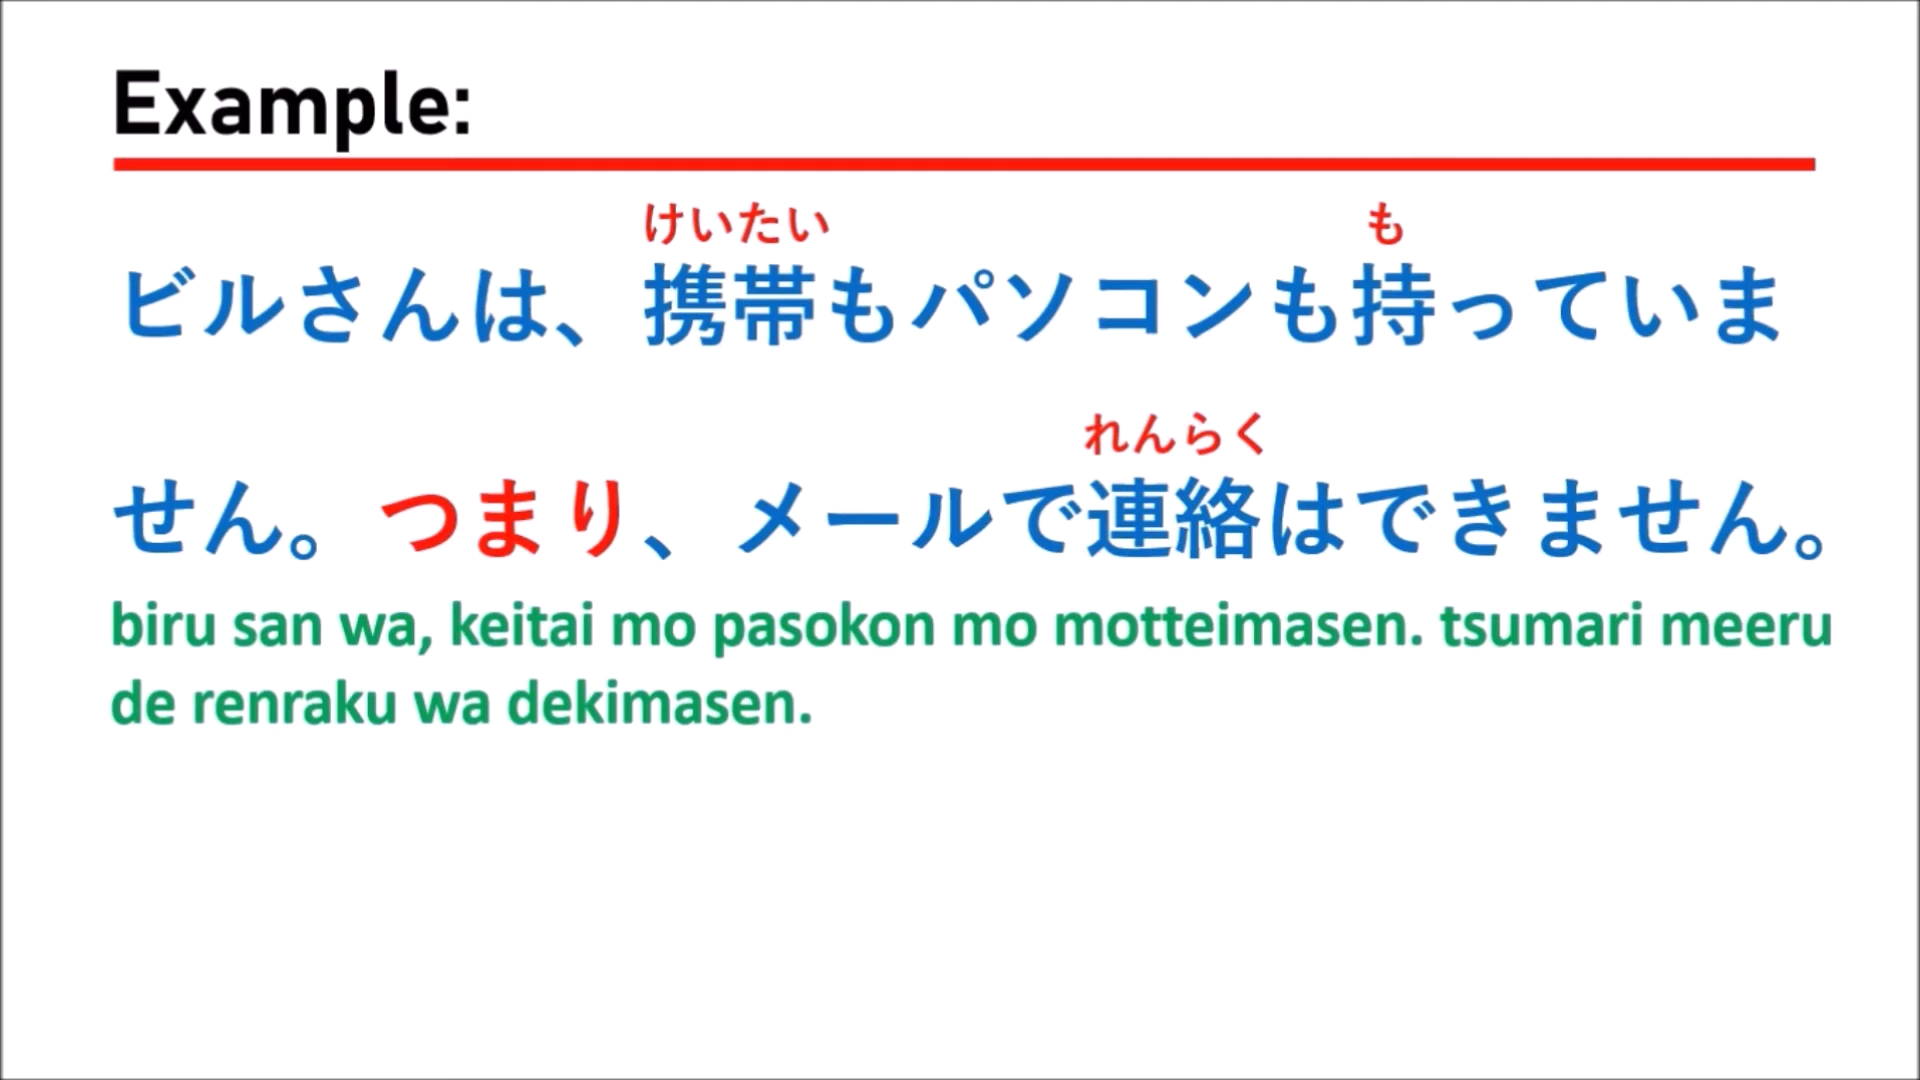 Example:
けいたい も
ビルさんは、携帯もパソコンも持っていま
れんらく
せん。つまり、メールで連絡はできません。
biru san wa, keitai mo pasokon mo motteimasen. tsumari meeru
de renraku wa dekimasen.